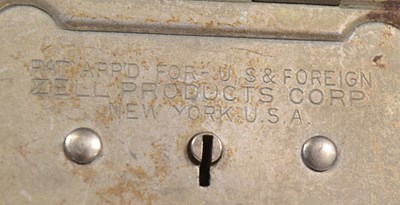 PAT. APP'D FOR - U.S & FOREIGN
ZELL PRODUCTS CORP
NEW YORK U.S.A.